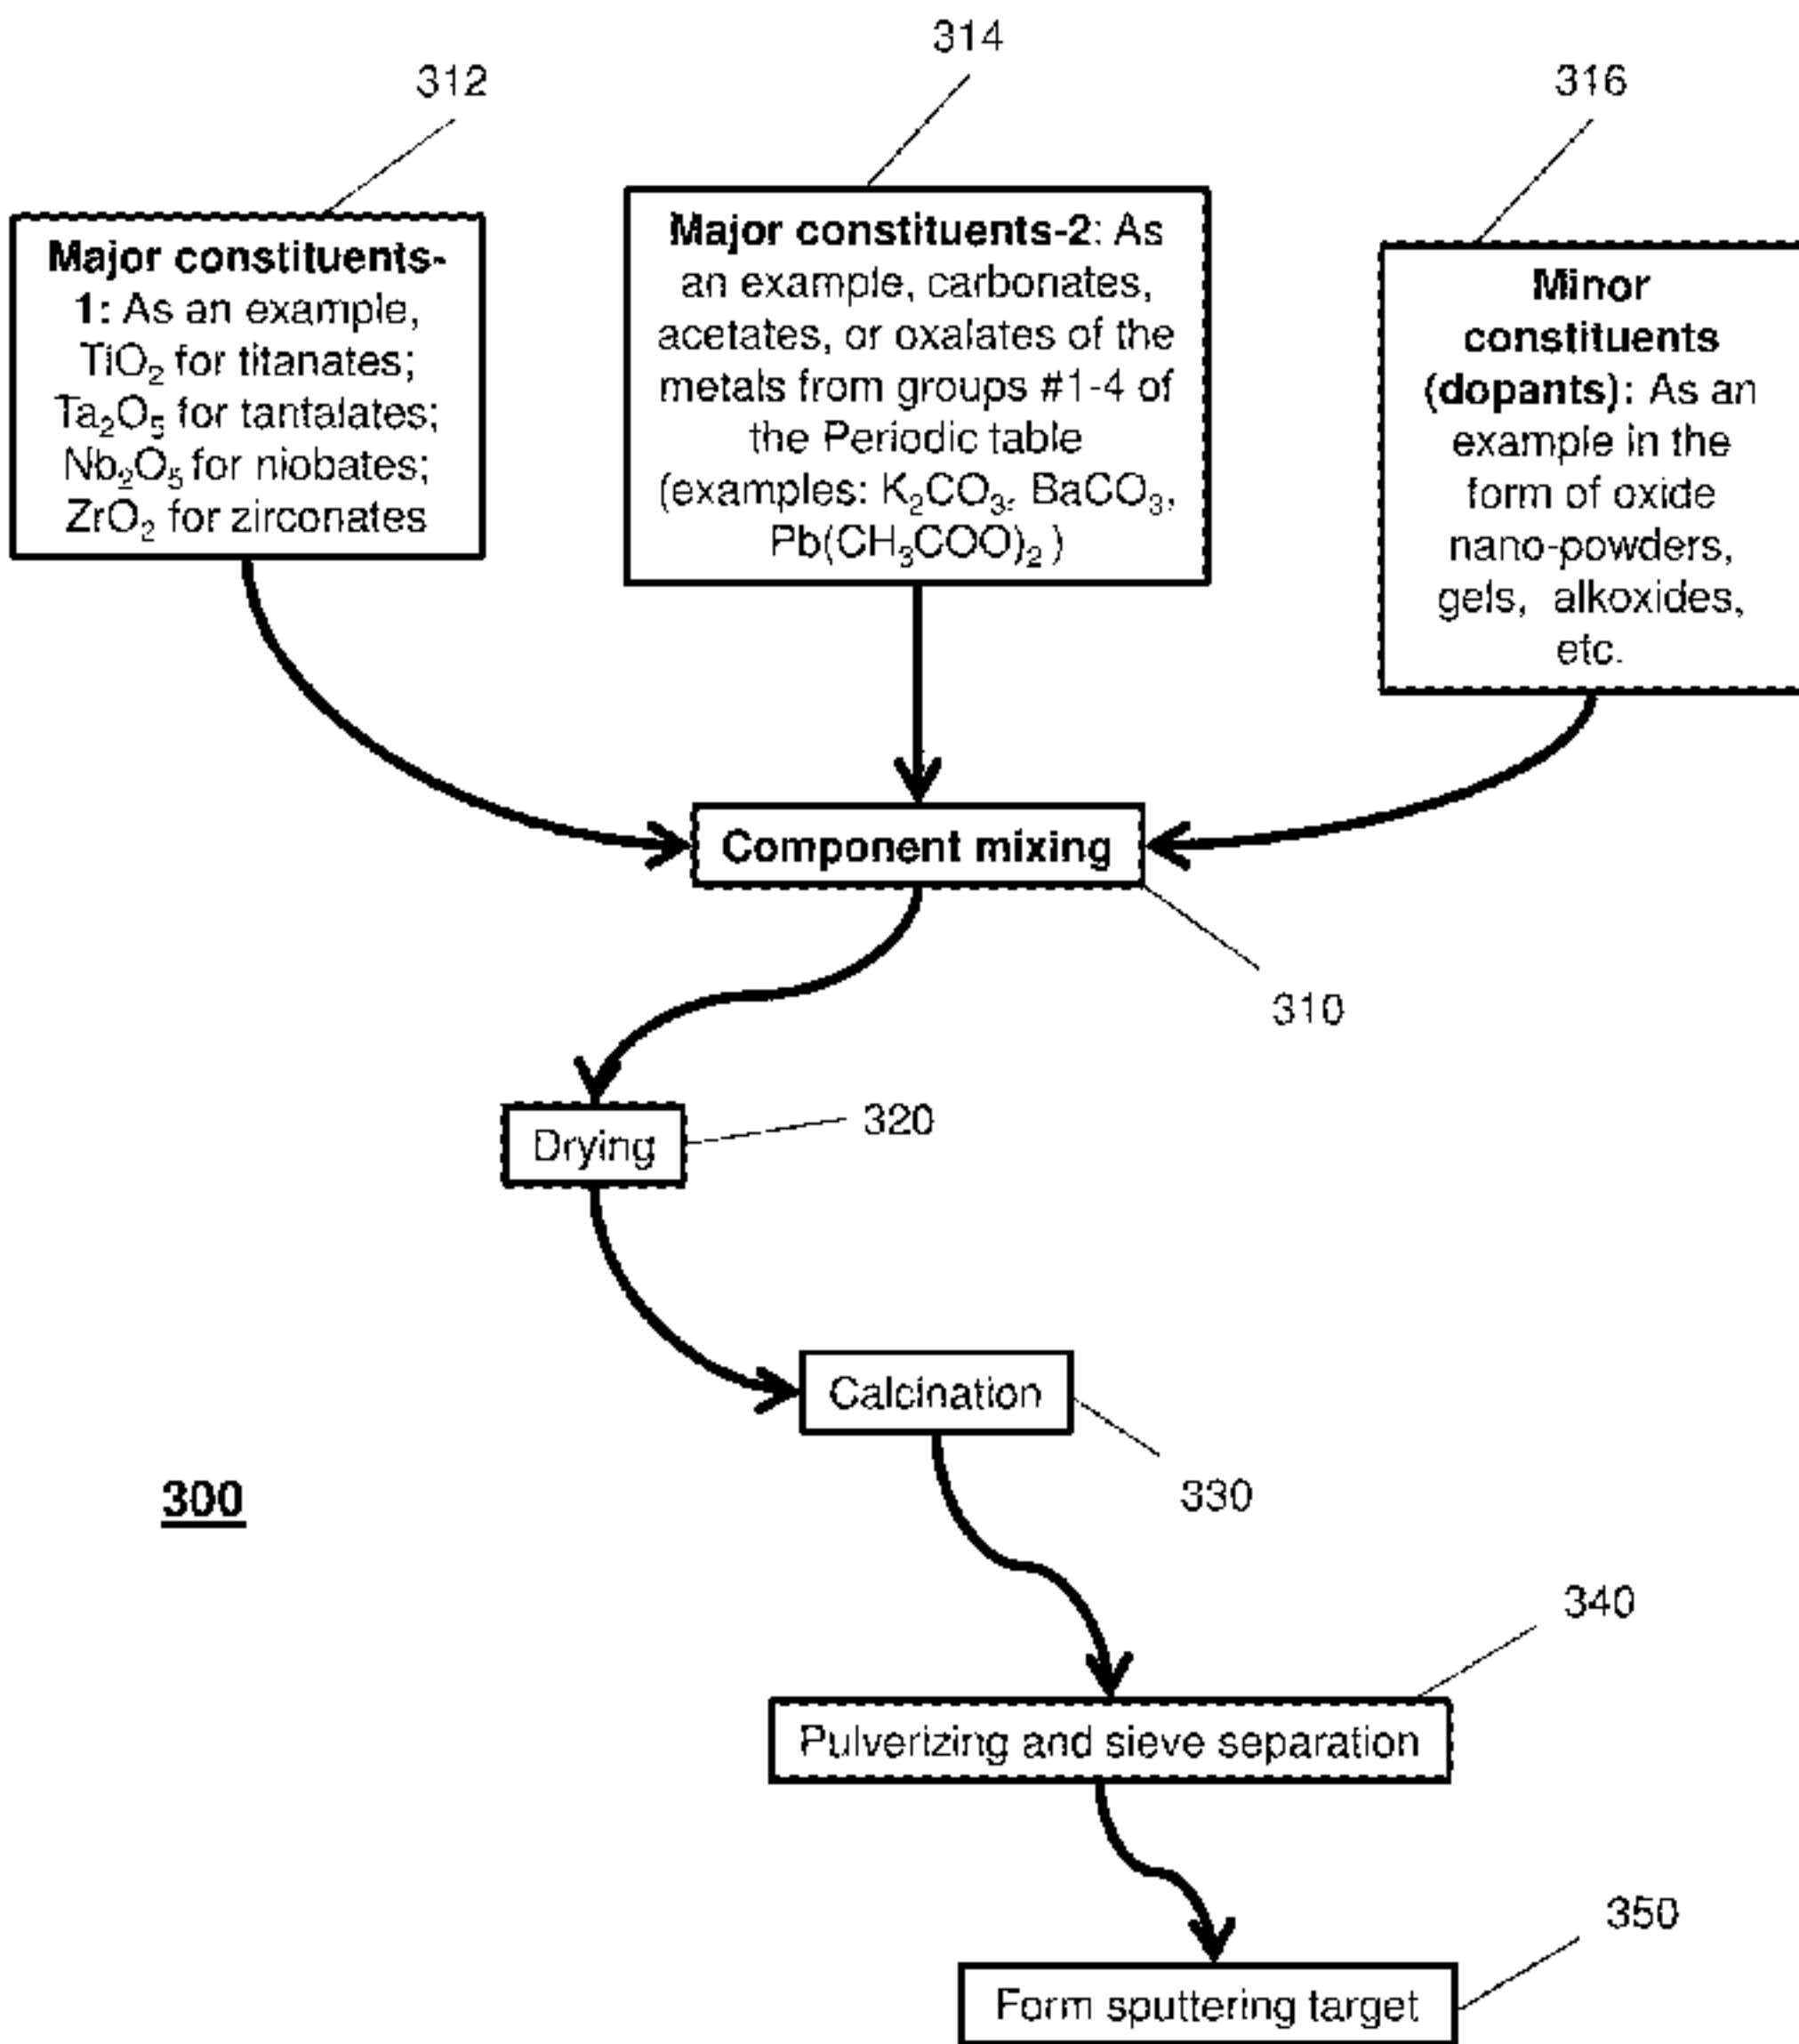 312
314
316
Major constituents-
1: As an example,
TiO₂ for titanates;
Ta₂O₅ for tantalates;
Nb₂O₅ for niobates;
ZrO₂ for zirconates
Major constituents-2: As
an example, carbonates,
acetates, or oxalates of the
metals from groups #1-4 of
the Periodic table
(examples: K₂CO₃, BaCO₃,
Pb(CH₃COO)₂ )
Minor
constituents
(dopants): As an
example in the
form of oxide
nano-powders,
gels, alkoxides,
etc.
Component mixing
310
Drying
320
Calcination
330
300
340
Pulverizing and sieve separation
350
Form sputtering target